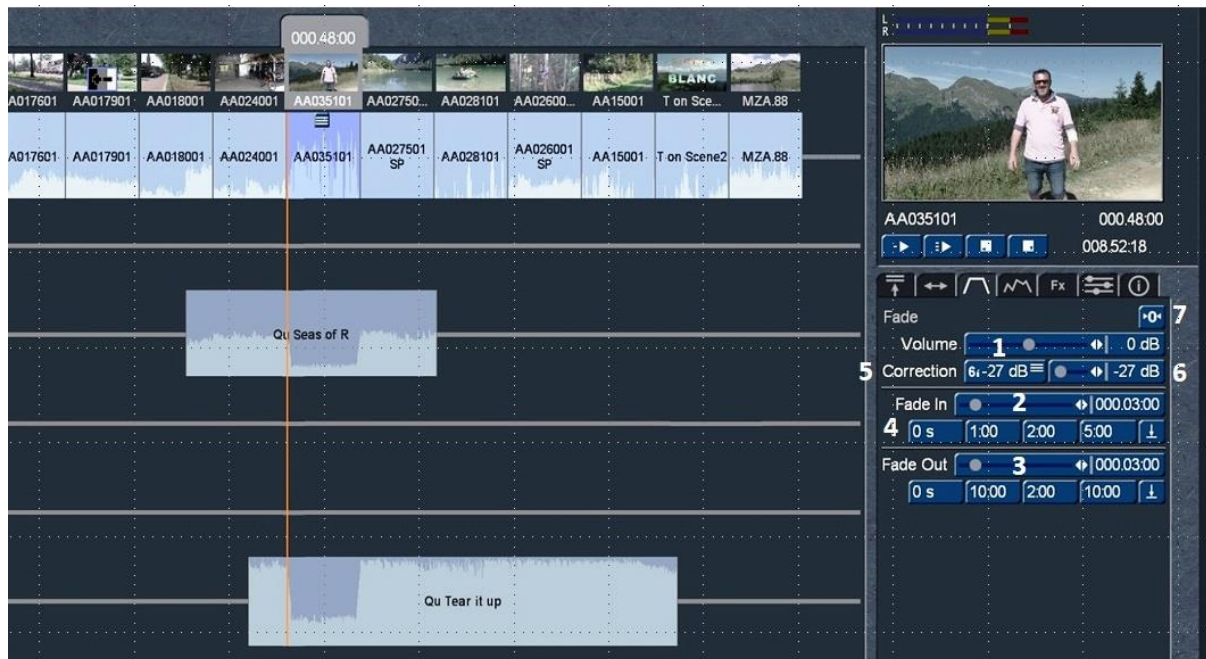 000.48:00
L
R
BLANC
AA017601 AA017901 AA018001 AA024001 AA035101 AA02750... AA028101 AA02600... AA15001 T on Sce... MZA.88
AA017601 AA017901 AA018001 AA024001 AA035101 AA027501 SP AA028101 AA026001 SP AA15001 T on Scene2 MZA.88
AA035101 000.48:00
008.52:18
Fx
Fade 7
Volume 1 0 dB
5 Correction -27 dB -27 dB 6
Fade In 2 000.03:00
4 0 s 1:00 2:00 5:00
Fade Out 3 000.03:00
0 s 10:00 2:00 10:00
Qu Seas of R
Qu Tear it up